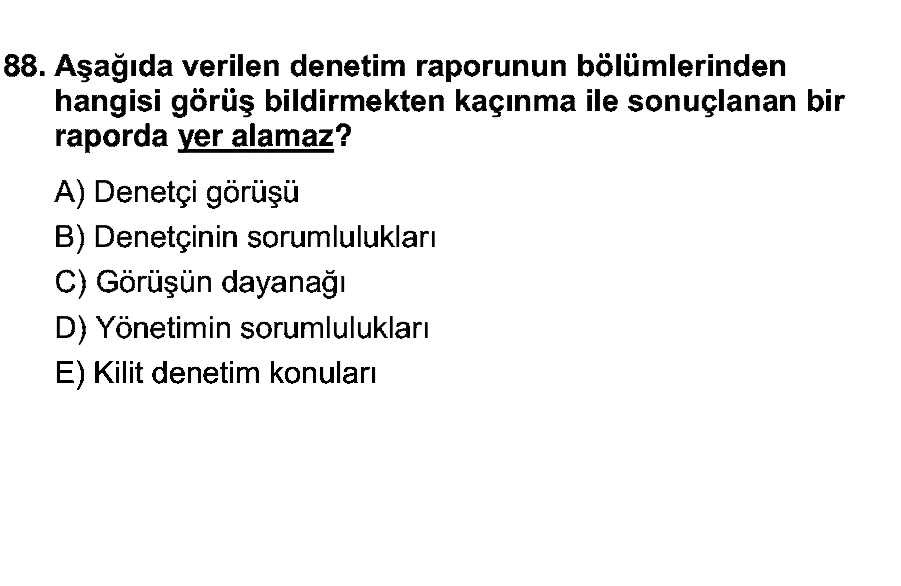 88. Aşağıda verilen denetim raporunun bölümlerinden
hangisi görüş bildirmekten kaçınma ile sonuçlanan bir
raporda yer alamaz?
A) Denetçi görüşü
B) Denetçinin sorumlulukları
C) Görüşün dayanağı
D) Yönetimin sorumlulukları
E) Kilit denetim konuları